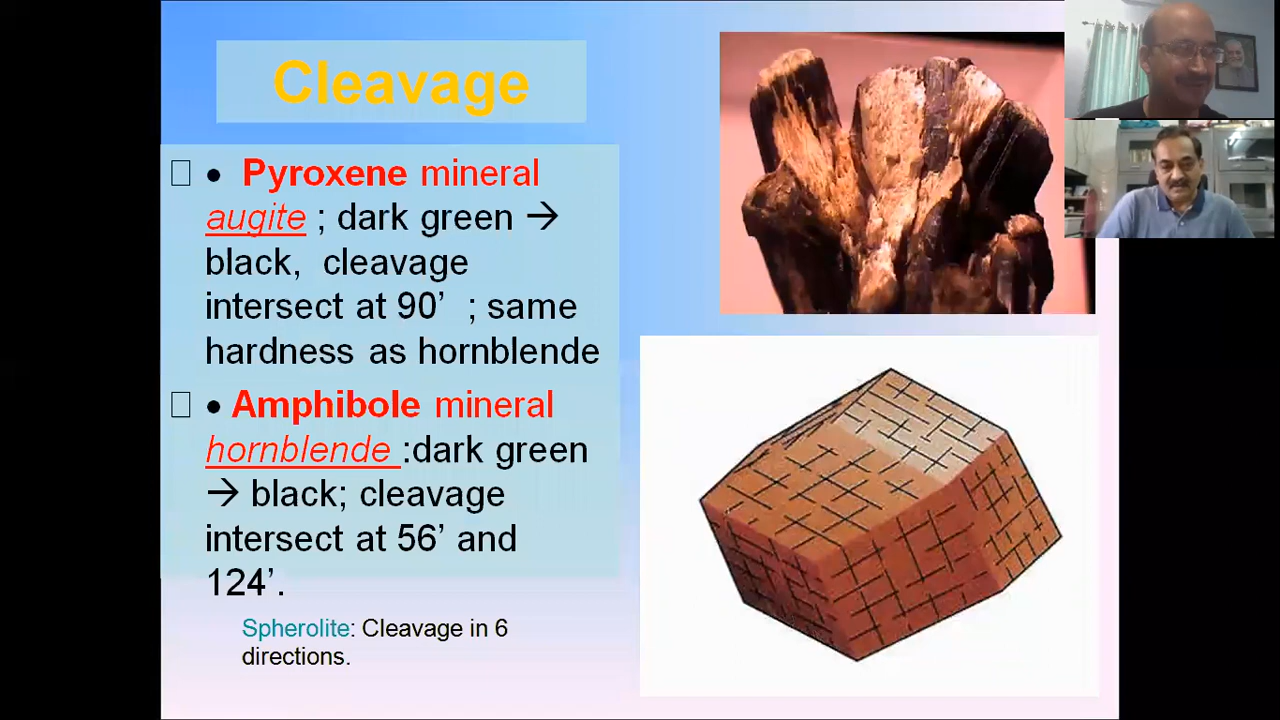 Cleavage
• Pyroxene mineral
augite ; dark green →
black, cleavage
intersect at 90’ ; same
hardness as hornblende
• Amphibole mineral
hornblende :dark green
→ black; cleavage
intersect at 56’ and
124’.
Spherolite: Cleavage in 6
directions.